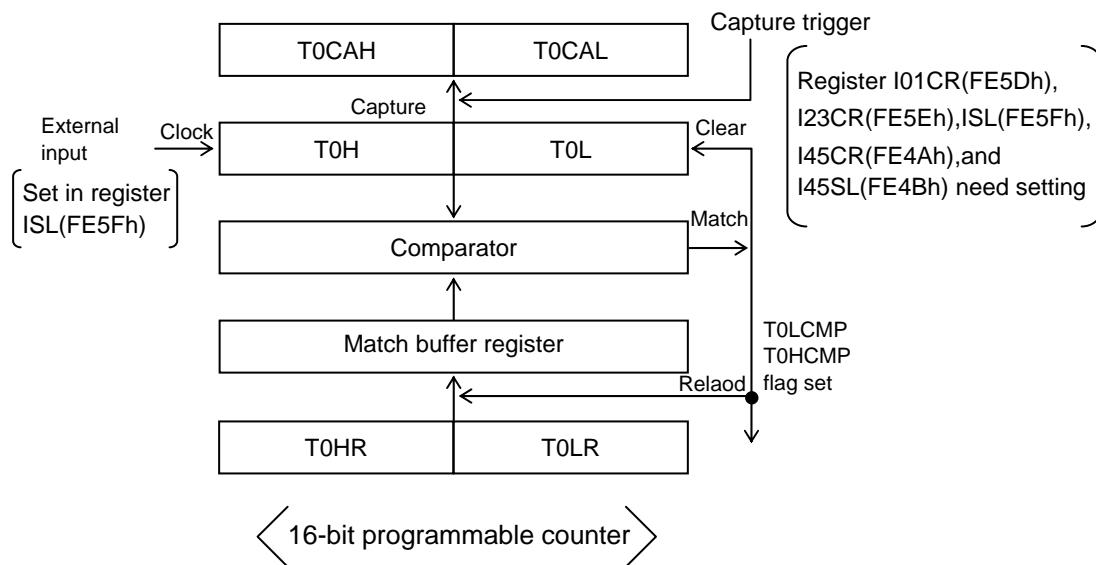 Capture trigger
T0CAH T0CAL
Register I01CR(FE5Dh),
I23CR(FE5Eh),ISL(FE5Fh),
I45CR(FE4Ah),and
I45SL(FE4Bh) need setting
Capture
External
input
Clock
Clear
T0H T0L
Set in register
ISL(FE5Fh)
Match
Comparator
T0LCMP
T0HCMP
flag set
Match buffer register
Relaod
T0HR T0LR
16-bit programmable counter